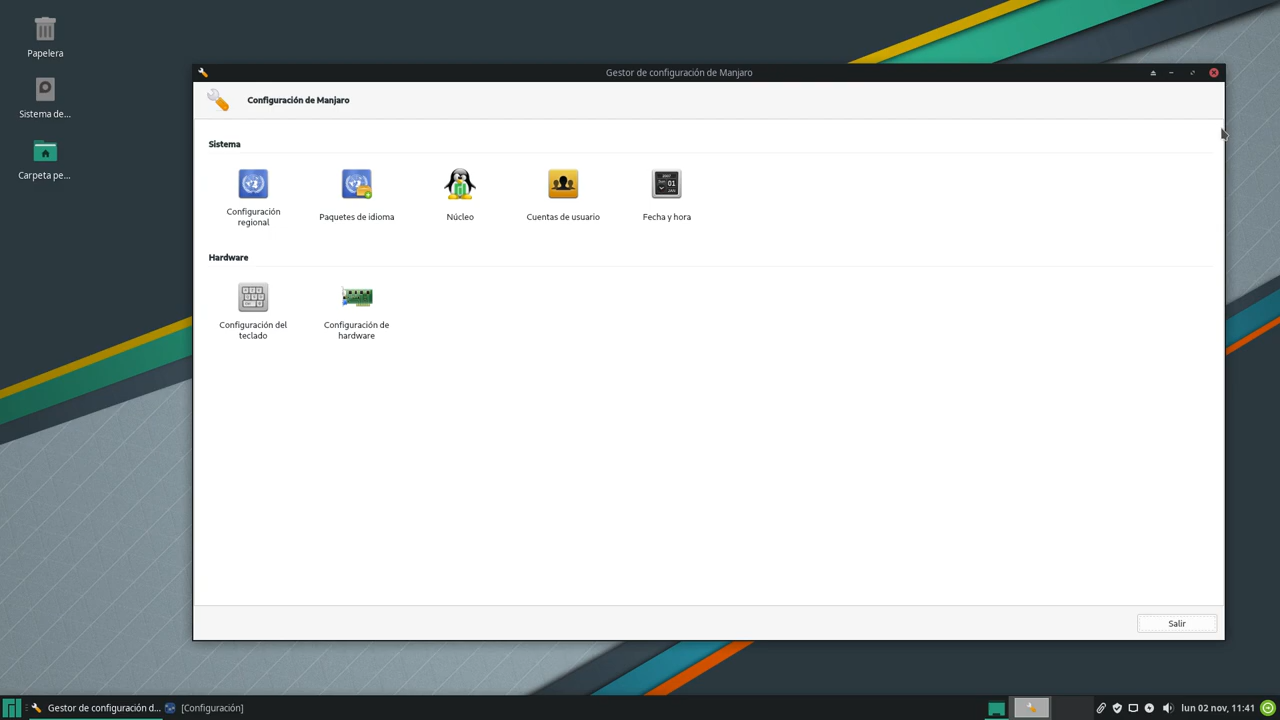 Papelera
Sistema de...
Carpeta pe...
Gestor de configuración de Manjaro
Configuración de Manjaro
Sistema
Configuración
regional
Paquetes de idioma
Núcleo
Cuentas de usuario
Fecha y hora
Hardware
Configuración del
teclado
Configuración de
hardware
Salir
Gestor de configuración d...
[Configuración]
lun 02 nov, 11:41